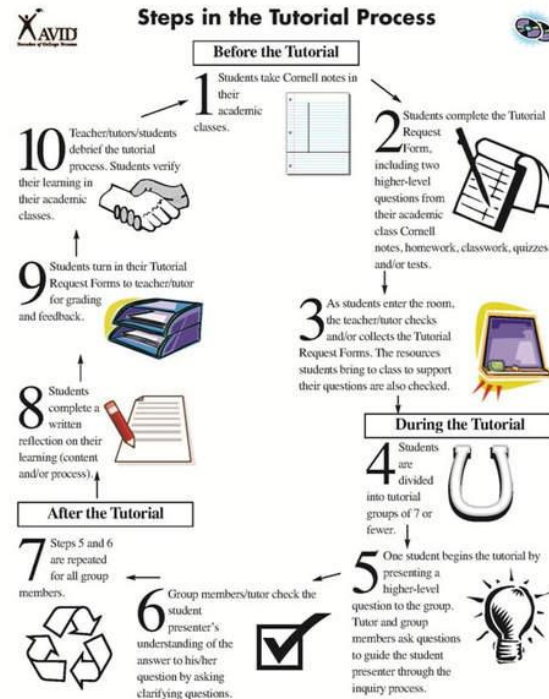 Steps in the Tutorial Process
AVID
Decades of College Dreams
Before the Tutorial
1 Students take Cornell notes in
their
academic
classes.
2 Students complete the Tutorial
Request
Form,
including two
higher-level
questions from
their academic
class Cornell
notes, homework, classwork, quizzes
and/or tests.
3 As students enter the room,
the teacher/tutor checks
and/or collects the Tutorial
Request Forms. The resources
students bring to class to support
their questions are also checked.
During the Tutorial
4 Students
are
divided
into tutorial
groups of 7 or
fewer.
5 One student begins the tutorial by
presenting a
higher-level
question to the group.
Tutor and group
members ask questions
to guide the student
presenter through the
inquiry process.
6 Group members/tutor check the
student
presenter's
understanding of the
answer to his/her
question by asking
clarifying questions.
7 Steps 5 and 6
are repeated
for all group
members.
After the Tutorial
8 Students
complete a
written
reflection on their
learning (content
and/or process).
9 Students turn in their Tutorial
Request Forms to teacher/tutor
for grading
and feedback.
10 Teacher/tutors/students
debrief the tutorial
process. Students verify
their learning in
their academic
classes.